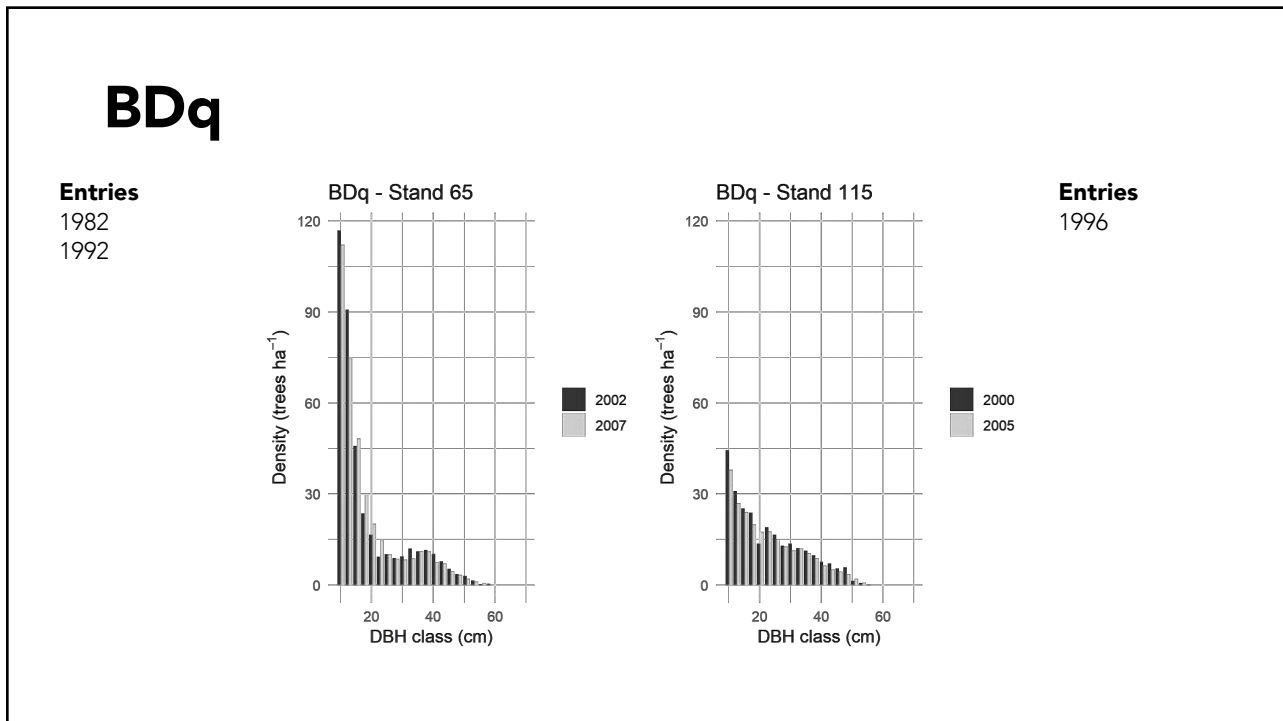 BDq
Entries
1982
1992
BDq - Stand 65
120
90
60
30
0
Density (trees ha⁻¹)
20 40 60
DBH class (cm)
2002
2007
BDq - Stand 115
120
90
60
30
0
Density (trees ha⁻¹)
20 40 60
DBH class (cm)
2000
2005
Entries
1996